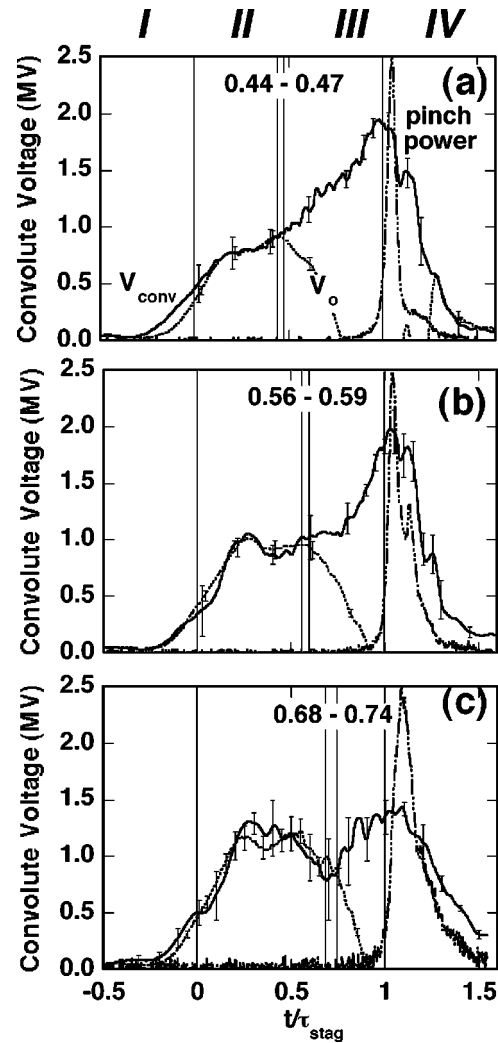 I II III IV
Convolute Voltage (MV)
2.5
2.0
1.5
1.0
0.5
0.0
0.44 - 0.47
(a)
pinch
power
V conv
V o
Convolute Voltage (MV)
2.5
2.0
1.5
1.0
0.5
0.0
0.56 - 0.59
(b)
Convolute Voltage (MV)
2.5
2.0
1.5
1.0
0.5
0.0
0.68 - 0.74
(c)
-0.5 0 0.5 1 1.5
t/τstag